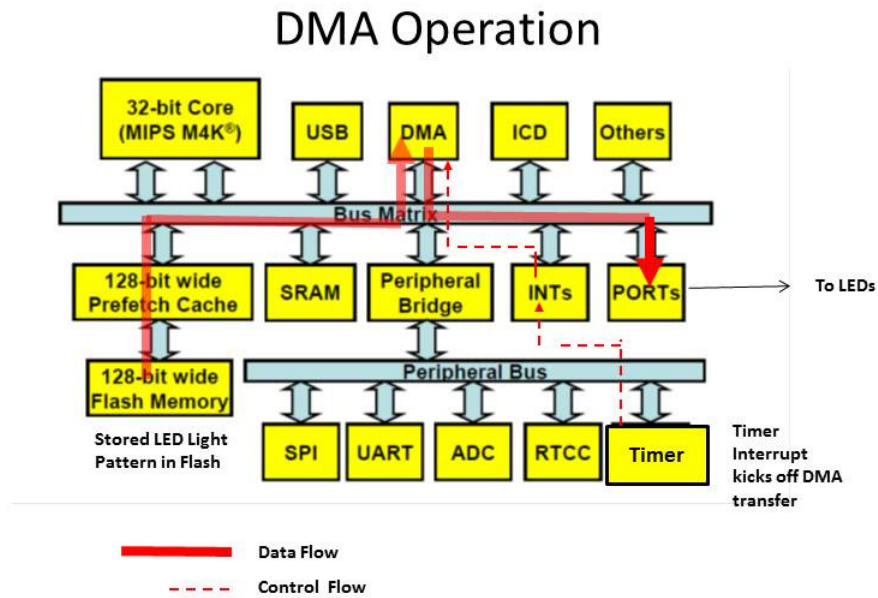 DMA Operation
32-bit Core
(MIPS M4K®)
USB
DMA
ICD
Others
Bus Matrix
128-bit wide
Prefetch Cache
SRAM
Peripheral
Bridge
INTs
PORTs
To LEDs
128-bit wide
Flash Memory
Peripheral Bus
Stored LED Light
Pattern in Flash
SPI
UART
ADC
RTCC
Timer
Timer
Interrupt
kicks off DMA
transfer
Data Flow
Control Flow